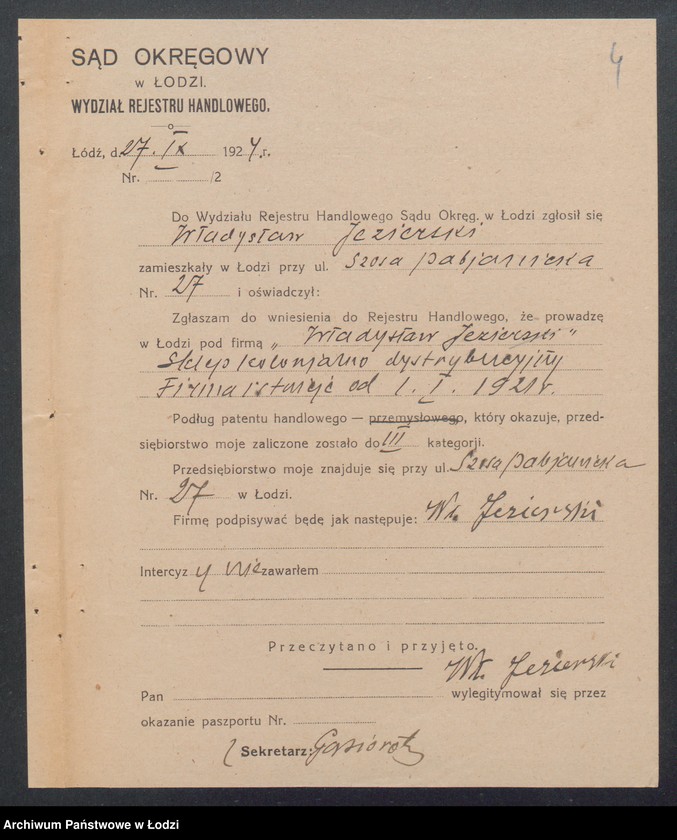 4
SĄD OKRĘGOWY
w ŁODZI.
WYDZIAŁ REJESTRU HANDLOWEGO.
Łódź, d. 27. IX 1924 r.
Nr. /2
Do Wydziału Rejestru Handlowego Sądu Okręg. w Łodzi zgłosił się
Władysław Jezierski
zamieszkały w Łodzi przy ul. Szosa Pabjanicka
Nr. 27 i oświadczył:
Zgłaszam do wniesienia do Rejestru Handlowego, że prowadzę
w Łodzi pod firmą „Władysław Jezierski"
Sklep kolonjalno dystrybucyjny
Firma istnieje od 1. I. 1921 r.
Podług patentu handlowego — przemysłowego, który okazuje, przed-
siębiorstwo moje zaliczone zostało do III kategorji.
Przedsiębiorstwo moje znajduje się przy ul. Szosa Pabjanicka
Nr. 27 w Łodzi.
Firmę podpisywać będę jak następuje: Wł. Jezierski
Intercyzy nie zawarłem
Przeczytano i przyjęto.
Wł. Jezierski
Pan wylegitymował się przez
okazanie paszportu Nr.
Sekretarz:
Archiwum Państwowe w Łodzi